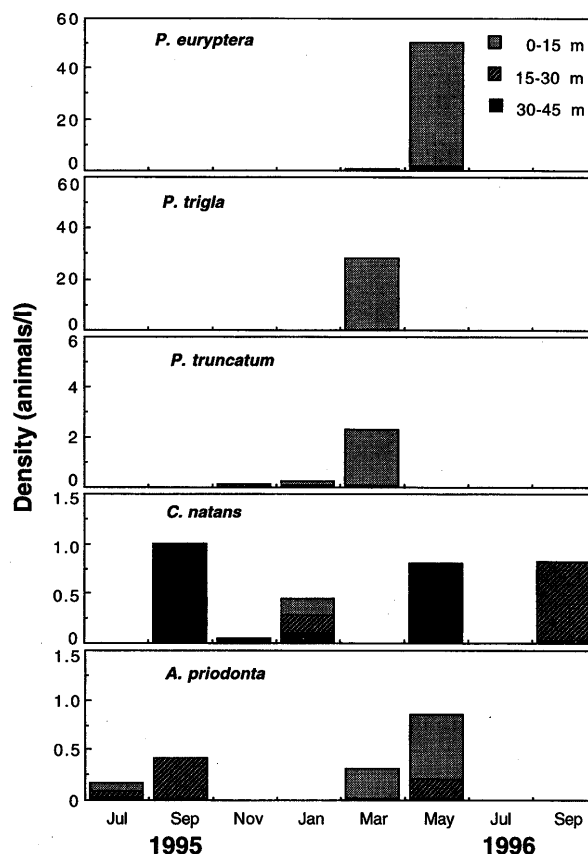 Density (animals/l)
P. euryptera
0-15 m
15-30 m
30-45 m
60
40
20
0
P. trigla
60
40
20
0
P. truncatum
6
4
2
0
C. natans
1.5
1.0
0.5
0
A. priodonta
1.5
1.0
0.5
0
Jul Sep Nov Jan Mar May Jul Sep
1995 1996